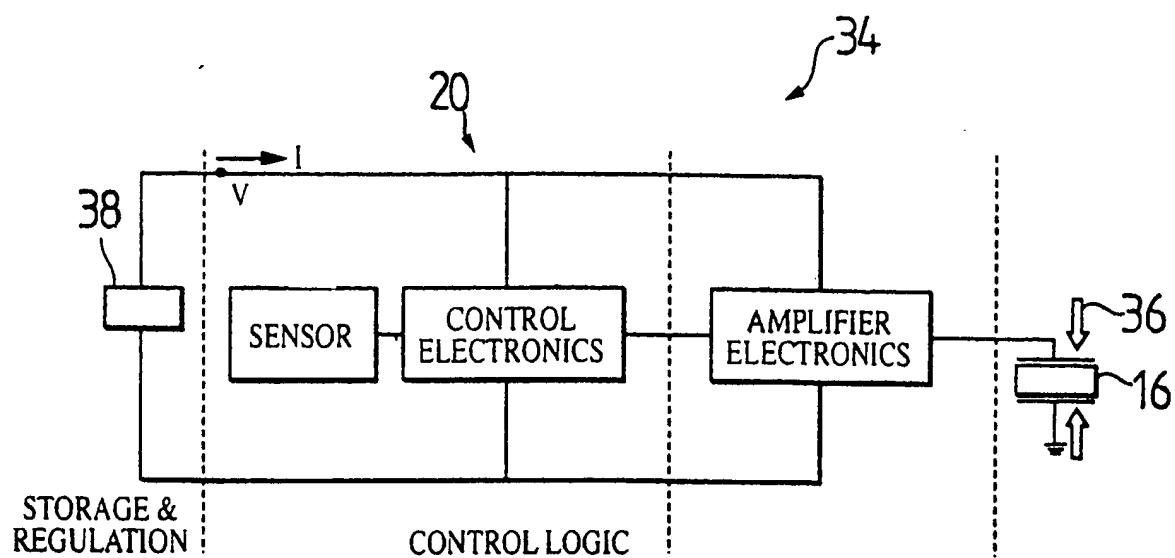 34
20
I
V
38
SENSOR
CONTROL
ELECTRONICS
AMPLIFIER
ELECTRONICS
36
16
STORAGE &
REGULATION
CONTROL LOGIC